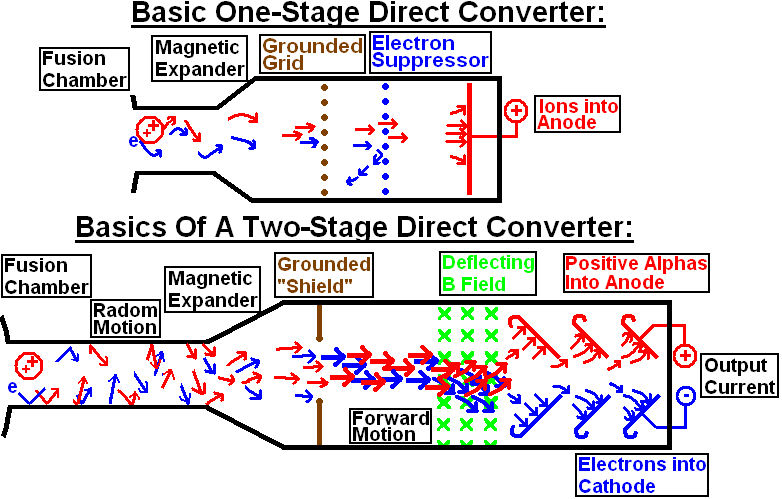 Basic One-Stage Direct Converter:
Fusion
Chamber
Magnetic
Expander
Grounded
Grid
Electron
Suppressor
++
+
e
Ions into
Anode
Basics Of A Two-Stage Direct Converter:
Fusion
Chamber
Radom
Motion
Magnetic
Expander
Grounded
"Shield"
Deflecting
B Field
Positive Alphas
Into Anode
++
e
+
-
Output
Current
Forward
Motion
Electrons into
Cathode